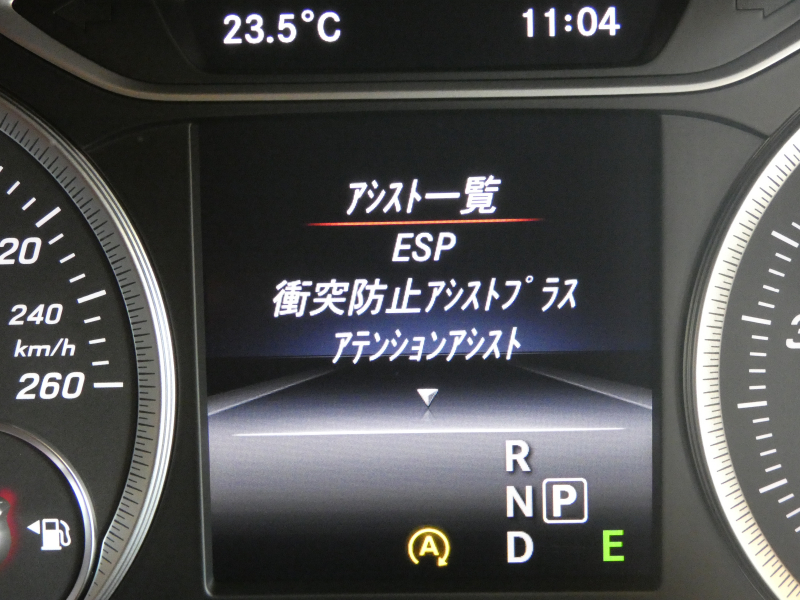 23.5℃ 11:04
ｱｼｽﾄ一覧
ESP
衝突防止ｱｼｽﾄﾌﾟﾗｽ
ｱﾃﾝｼｮﾝｱｼｽﾄ
20
240
km/h
260
R
N P
A D E